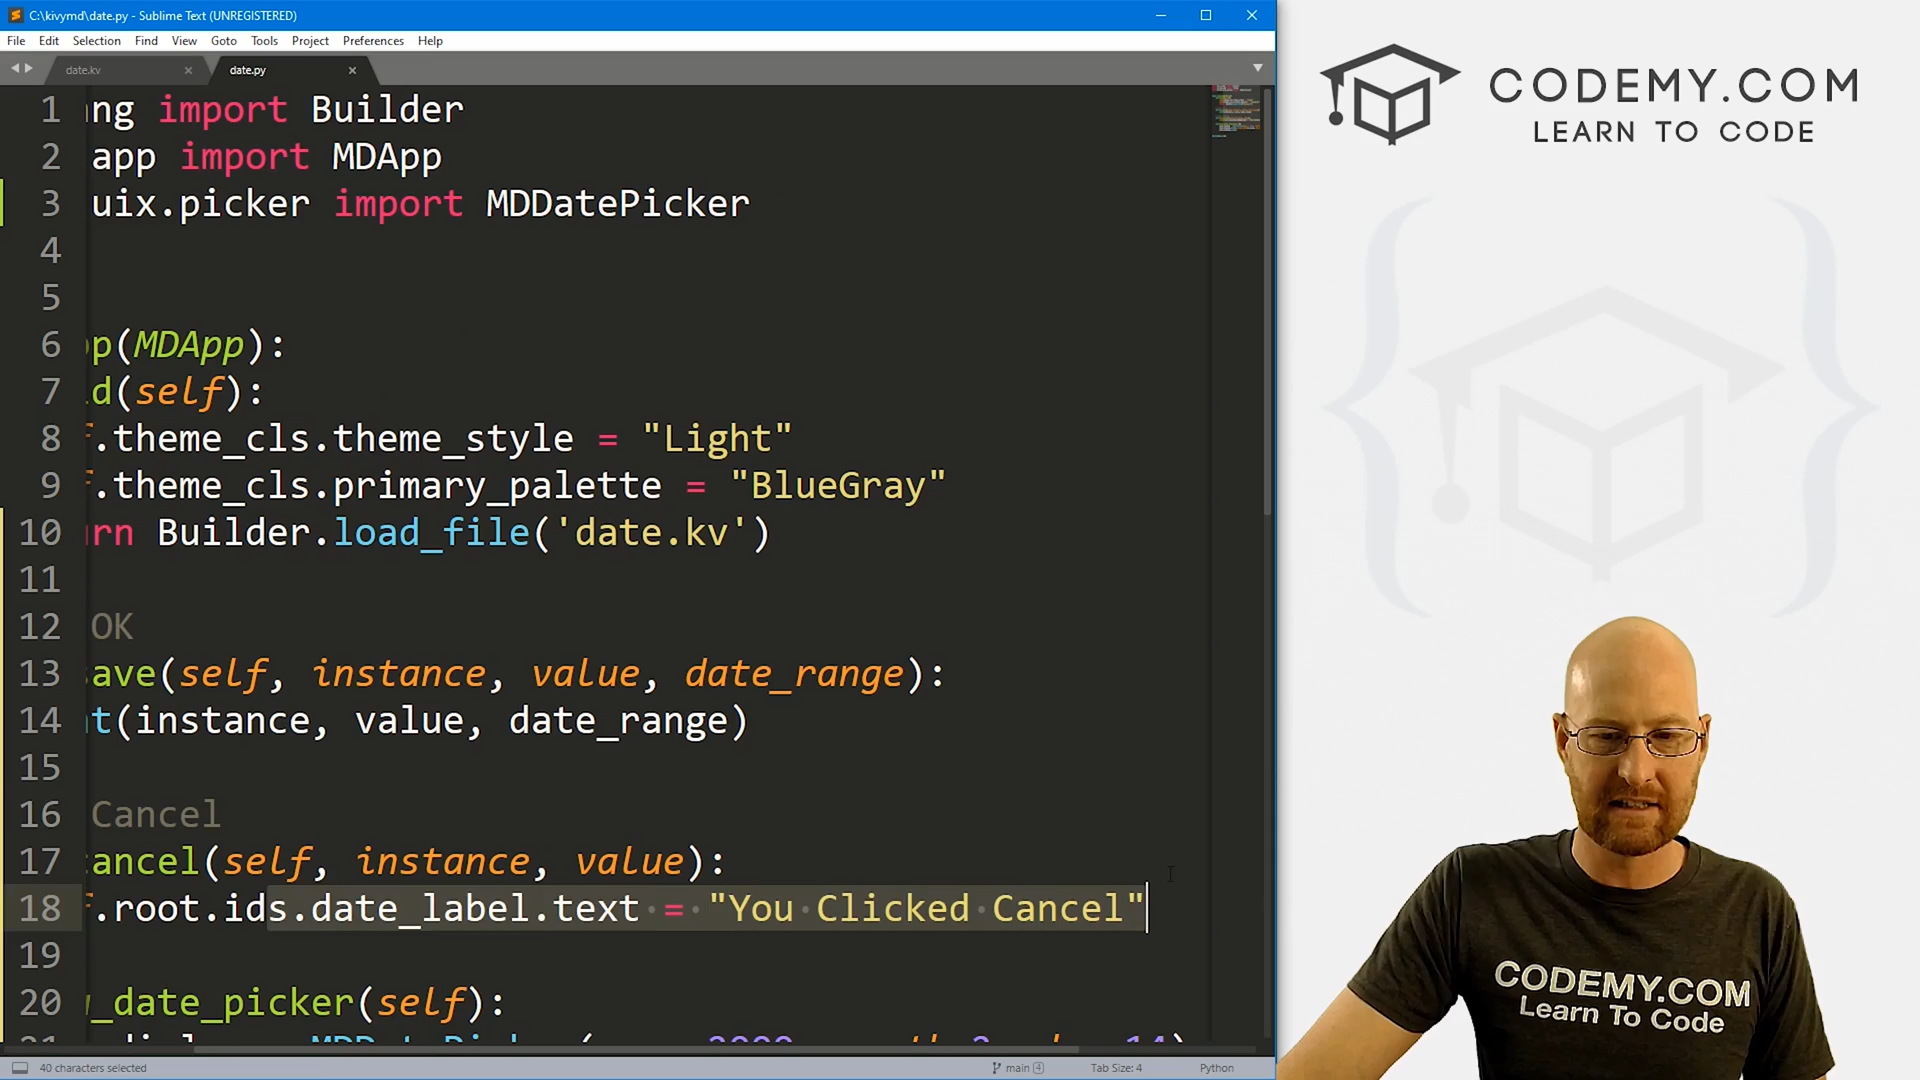 C:\kivymd\date.py - Sublime Text (UNREGISTERED)
File Edit Selection Find View Goto Tools Project Preferences Help
date.kv
date.py
1 ng import Builder
2 app import MDApp
3 uix.picker import MDDatePicker
4
5
6 p(MDApp):
7 d(self):
8 f.theme_cls.theme_style = "Light"
9 f.theme_cls.primary_palette = "BlueGray"
10 rn Builder.load_file('date.kv')
11
12 OK
13 save(self, instance, value, date_range):
14 t(instance, value, date_range)
15
16 Cancel
17 cancel(self, instance, value):
18 f.root.ids.date_label.text = "You Clicked Cancel"
19
20 _date_picker(self):
40 characters selected
main 4
Tab Size: 4
Python
CODEMY.COM
LEARN TO CODE
CODEMY.COM
Learn To Code